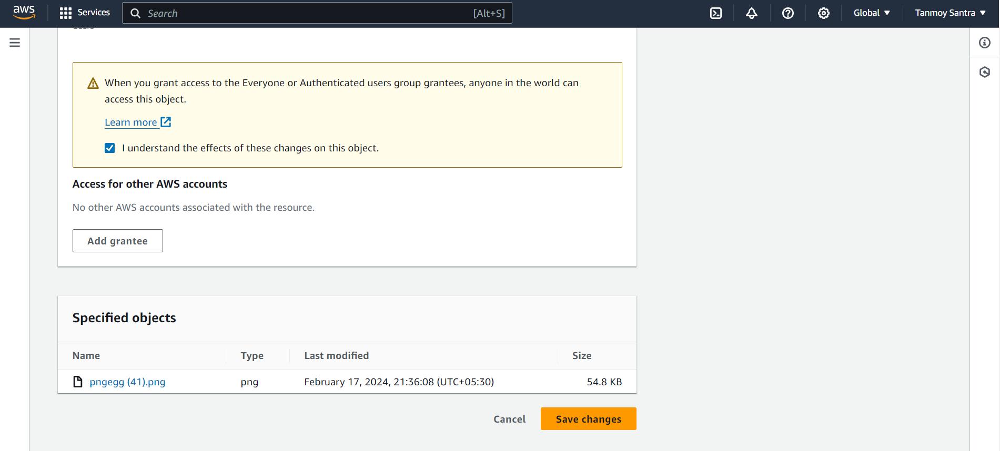 aws
Services
Search
[Alt+S]
Global
Tanmoy Santra
Users
When you grant access to the Everyone or Authenticated users group grantees, anyone in the world can
access this object.
Learn more
I understand the effects of these changes on this object.
Access for other AWS accounts
No other AWS accounts associated with the resource.
Add grantee
Specified objects
Name Type Last modified Size
pngegg (41).png png February 17, 2024, 21:36:08 (UTC+05:30) 54.8 KB
Cancel Save changes